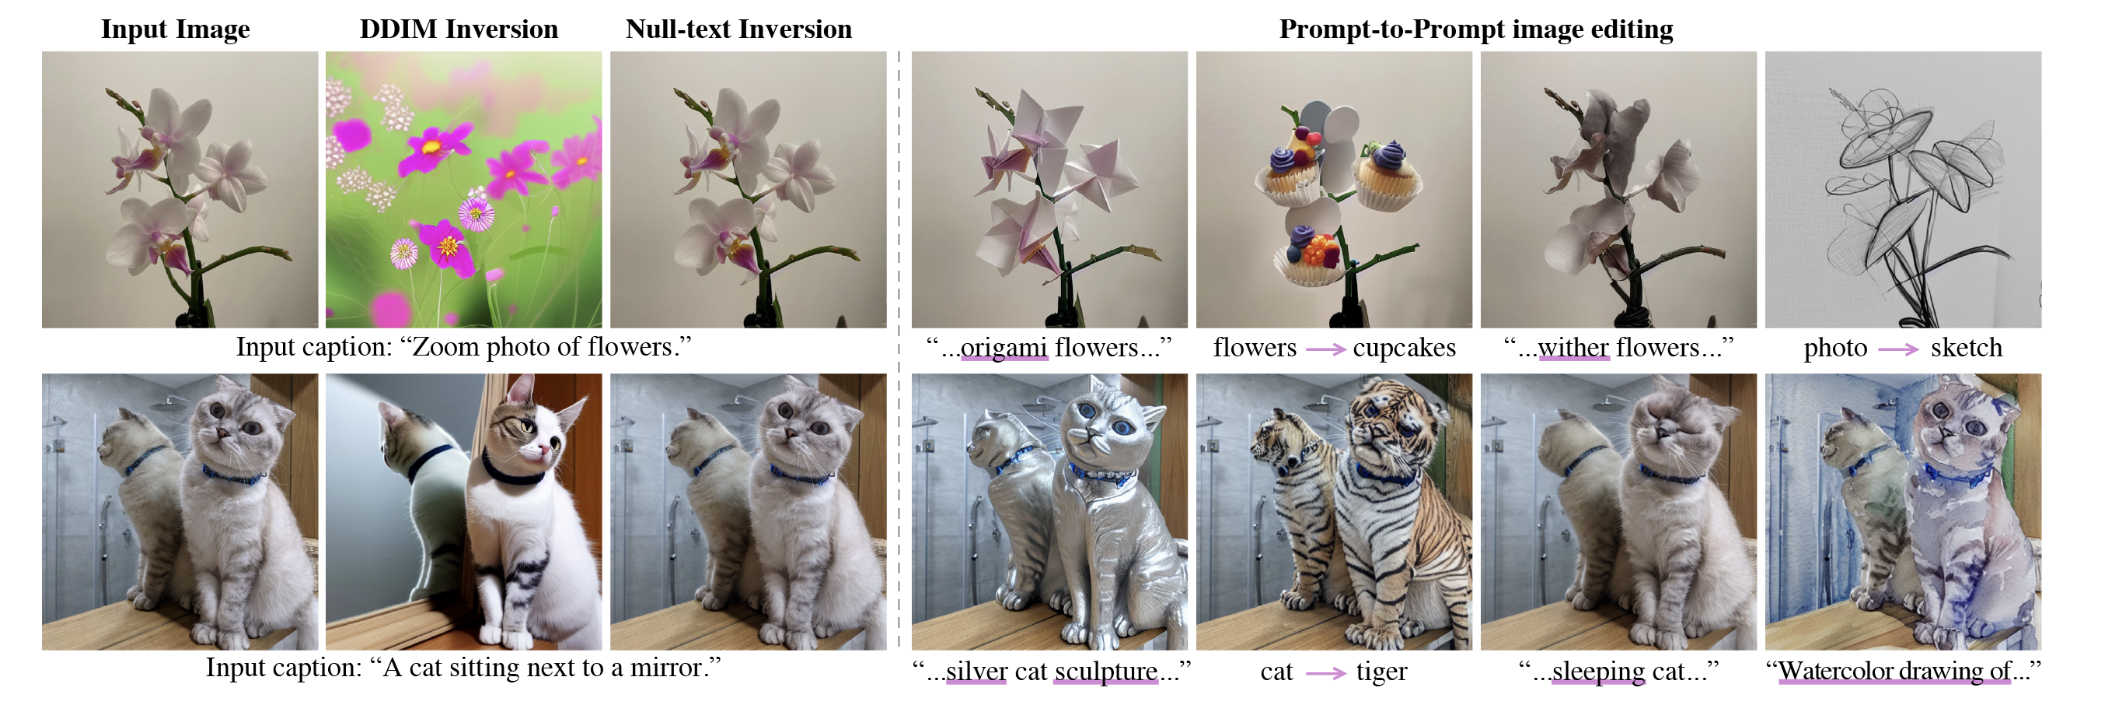 Input Image DDIM Inversion Null-text Inversion Prompt-to-Prompt image editing
Input caption: “Zoom photo of flowers.” “...origami flowers...” flowers → cupcakes “...wither flowers...” photo → sketch
Input caption: “A cat sitting next to a mirror.” “...silver cat sculpture...” cat → tiger “...sleeping cat...” “Watercolor drawing of...”